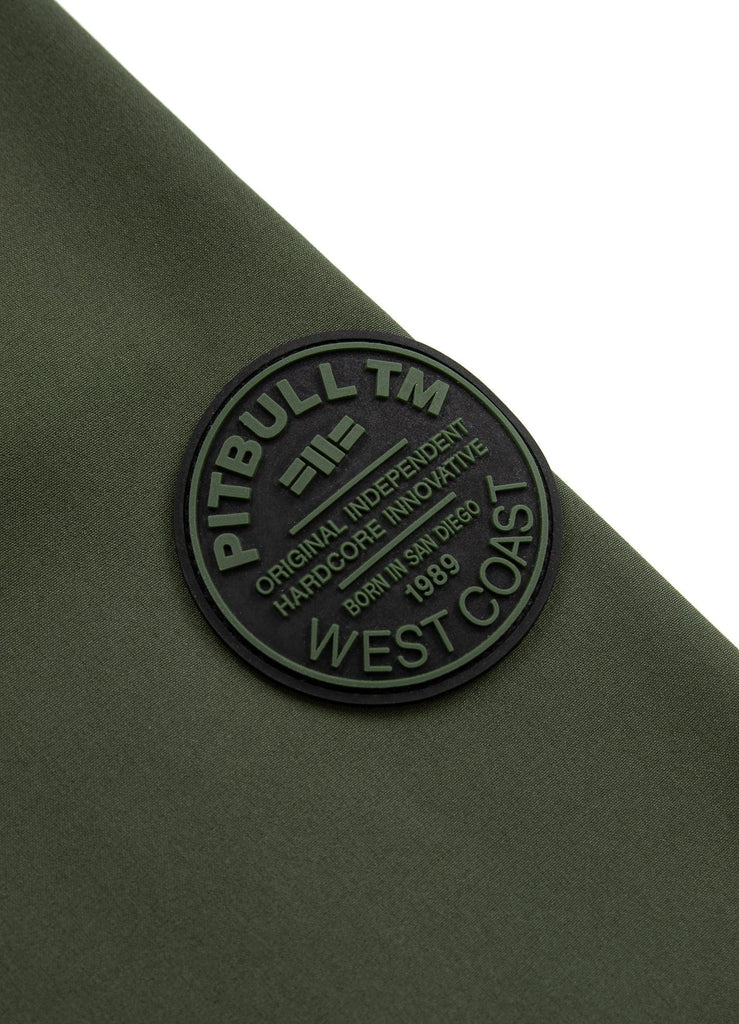 PITBULL TM
ORIGINAL INDEPENDENT
HARDCORE INNOVATIVE
BORN IN SAN DIEGO
1989
WEST COAST